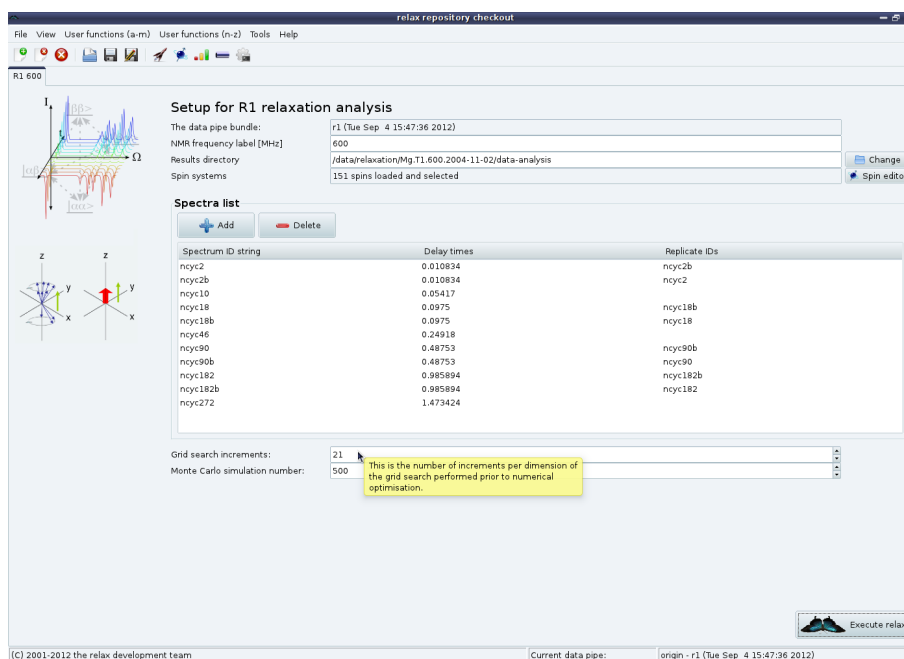 relax repository checkout
File View User functions (a-m) User functions (n-z) Tools Help
R1 600
I
|ββ>
Ω
|αα>
z z
y y
x x
Setup for R1 relaxation analysis
The data pipe bundle: r1 (Tue Sep 4 15:47:36 2012)
NMR frequency label [MHz] 600
Results directory /data/relaxation/Mg.T1.600.2004-11-02/data-analysis Change
Spin systems 151 spins loaded and selected Spin edito
Spectra list
Add Delete
Spectrum ID string Delay times Replicate IDs
ncyc2 0.010834 ncyc2b
ncyc2b 0.010834 ncyc2
ncyc10 0.05417
ncyc18 0.0975 ncyc18b
ncyc18b 0.0975 ncyc18
ncyc46 0.24918
ncyc90 0.48753 ncyc90b
ncyc90b 0.48753 ncyc90
ncyc182 0.985894 ncyc182b
ncyc182b 0.985894 ncyc182
ncyc272 1.473424
Grid search increments: 21
Monte Carlo simulation number: 500
This is the number of increments per dimension of
the grid search performed prior to numerical
optimisation.
Execute relax
(C) 2001-2012 the relax development team Current data pipe: origin - r1 (Tue Sep 4 15:47:36 2012)